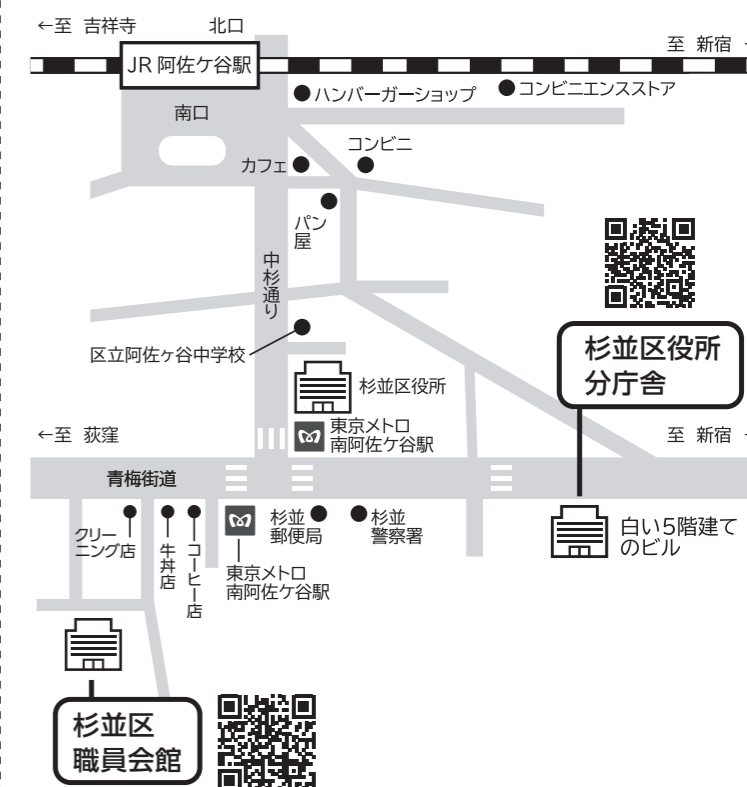 ←至 吉祥寺
北口
至 新宿
JR 阿佐ケ谷駅
ハンバーガーショップ
コンビニエンスストア
南口
コンビニ
カフェ
パン
屋
中杉通り
区立阿佐ヶ谷中学校
杉並区役所
分庁舎
杉並区役所
東京メトロ
南阿佐ケ谷駅
←至 荻窪
至 新宿
青梅街道
クリー
ニング店
牛丼店
コーヒー店
東京メトロ
南阿佐ケ谷駅
杉並
郵便局
杉並
警察署
白い5階建て
のビル
杉並区
職員会館